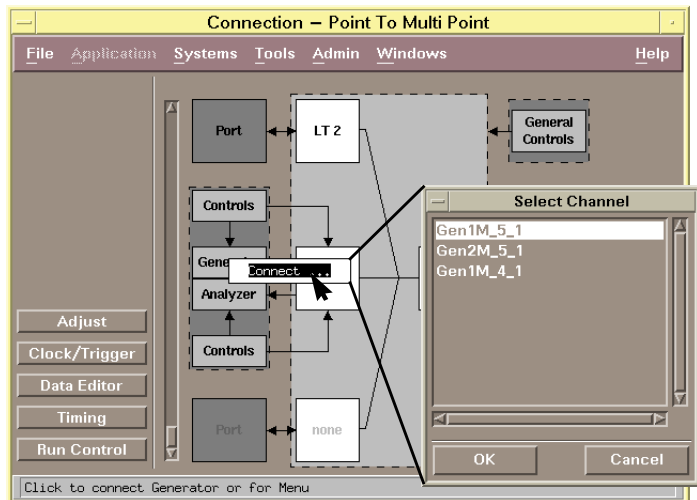 Connection – Point To Multi Point
File Application Systems Tools Admin Windows Help
Port
LT 2
General
Controls
Controls
Connect ...
Analyzer
Controls
Port
none
Adjust
Clock/Trigger
Data Editor
Timing
Run Control
Select Channel
Gen1M_5_1
Gen2M_5_1
Gen1M_4_1
OK Cancel
Click to connect Generator or for Menu